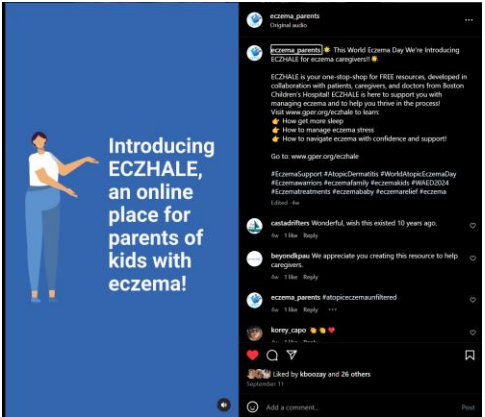 Introducing
ECZHALE,
an online
place for
parents of
kids with
eczema!
eczema_parents
Original audio
eczema_parents 🌟 This World Eczema Day We're Introducing
ECZHALE for eczema caregivers!! 🌟
ECZHALE is your one-stop-shop for FREE resources, developed in
collaboration with patients, caregivers, and doctors from Boston
Children's Hospital! ECZHALE is here to support you with
managing eczema and to help you thrive in the process!
Visit www.gper.org/eczhale to learn:
👉 How get more sleep
👉 How to manage eczema stress
👉 How to navigate eczema with confidence and support!
Go to: www.gper.org/eczhale
#EczemaSupport #AtopicDermatitis #WorldAtopicEczemaDay
#Eczemawarriors #eczemafamily #eczemakids #WAED2024
#Eczematreatments #eczemababy #eczemarelief #eczema
Edited · 4w
castadrifters Wonderful, wish this existed 10 years ago.
4w 1 like Reply
beyondkpau We appreciate you creating this resource to help
caregivers.
4w 1 like Reply
eczema_parents #atopiceczemaunfiltered
4w 1 like Reply
korey_capo 👏👏❤️
Liked by kboozay and 26 others
September 11
Add a comment...
Post